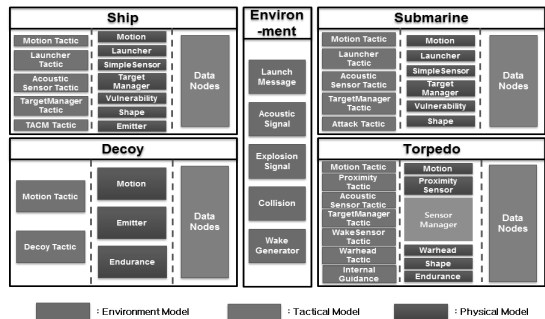 Ship
Motion Tactic
Launcher
Tactic
Acoustic
Sensor Tactic
TargetManager
Tactic
TACM Tactic
Motion
Launcher
SimpleSensor
Target
Manager
Vulnerability
Shape
Emitter
Data
Nodes
Environ
-ment
Launch
Message
Acoustic
Signal
Explosion
Signal
Collision
Wake
Generator
Submarine
Motion Tactic
Launcher
Tactic
Acoustic
Sensor Tactic
TargetManager
Tactic
Attack Tactic
Motion
Launcher
SimpleSensor
Target
Manager
Vulnerability
Shape
Data
Nodes
Decoy
Motion Tactic
Decoy Tactic
Motion
Emitter
Endurance
Data
Nodes
Torpedo
Motion Tactic
Proximity
Tactic
Acoustic
Sensor Tactic
TargetManager
Tactic
WakeSensor
Tactic
Warhead
Tactic
Internal
Guidance
Motion
Proximity
Sensor
Sensor
Manager
Warhead
Shape
Endurance
Data
Nodes
: Environment Model
: Tactical Model
: Physical Model